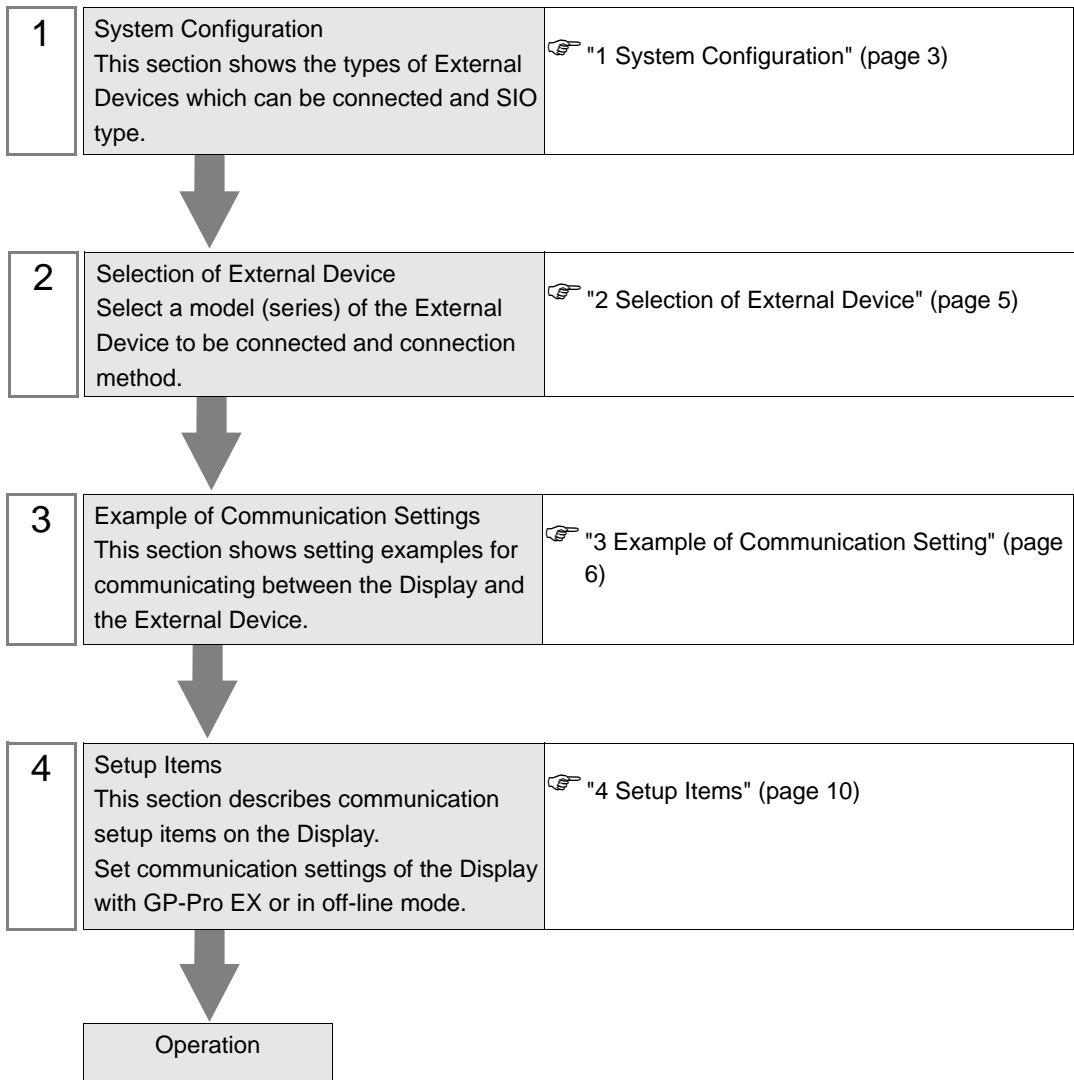 1
System Configuration
This section shows the types of External
Devices which can be connected and SIO
type.
"1 System Configuration" (page 3)
2
Selection of External Device
Select a model (series) of the External
Device to be connected and connection
method.
"2 Selection of External Device" (page 5)
3
Example of Communication Settings
This section shows setting examples for
communicating between the Display and
the External Device.
"3 Example of Communication Setting" (page
6)
4
Setup Items
This section describes communication
setup items on the Display.
Set communication settings of the Display
with GP-Pro EX or in off-line mode.
"4 Setup Items" (page 10)
Operation